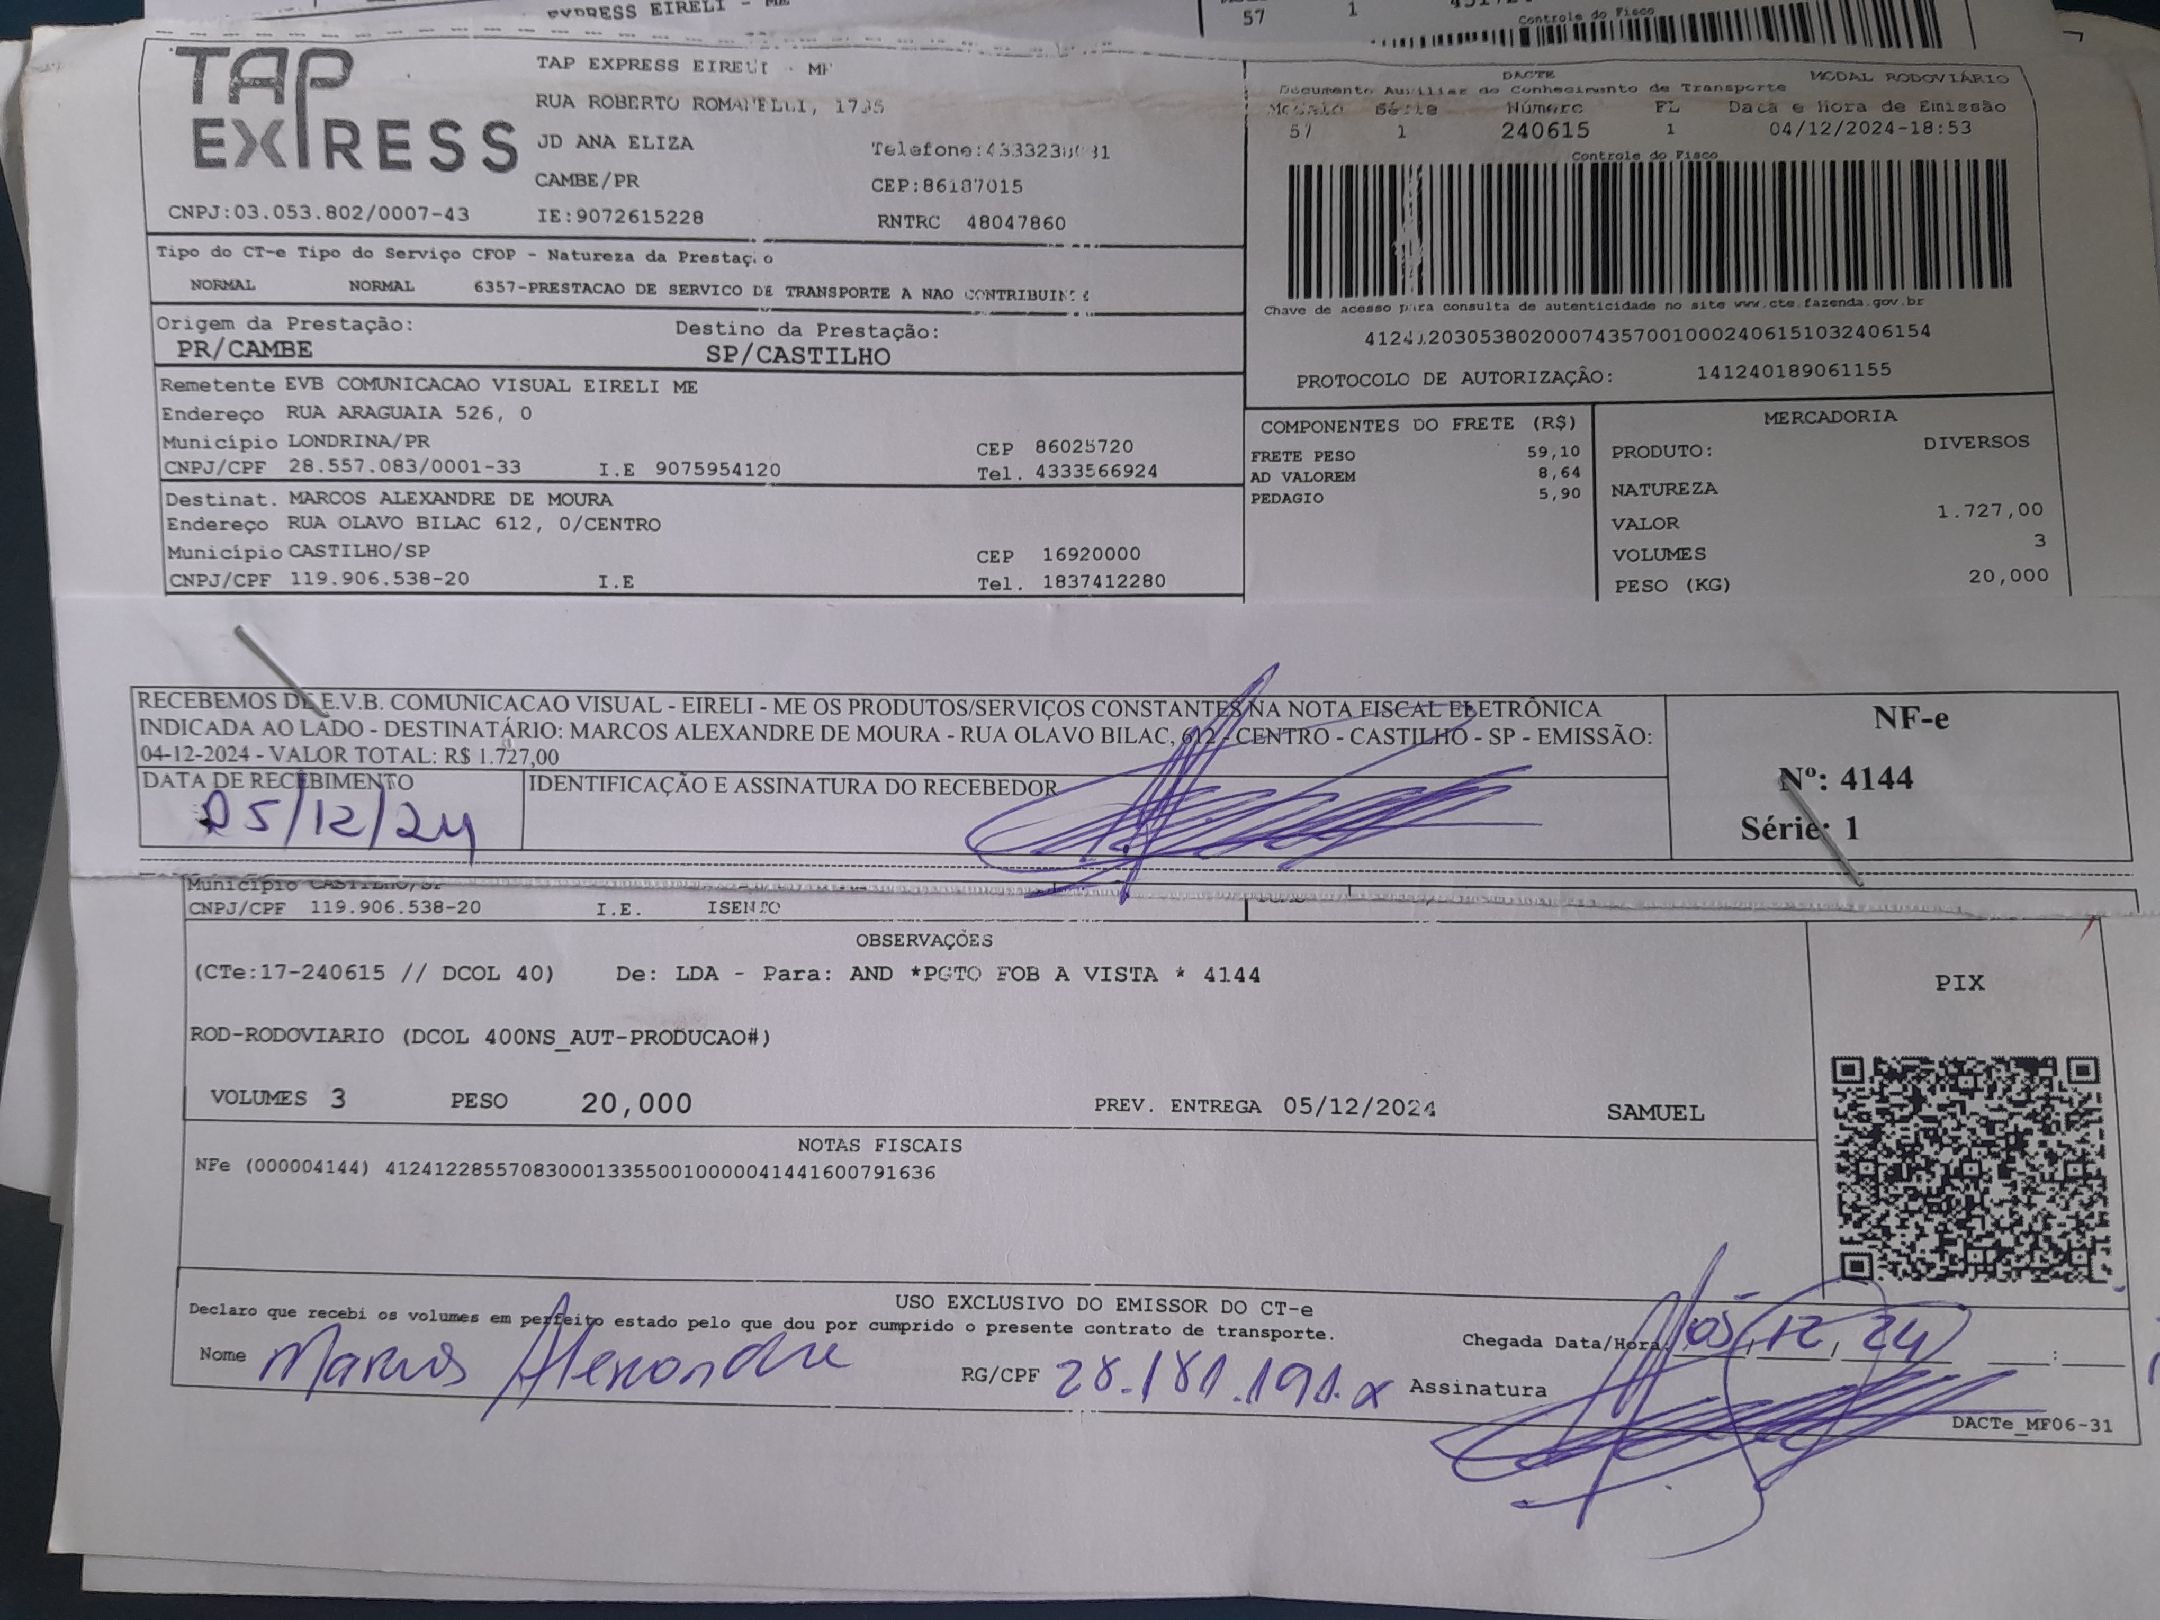 EXPRESS EIRELI - ME
57 1
Controle do Fisco
TAP
EXPRESS
TAP EXPRESS EIRELI - ME
RUA ROBERTO ROMANELLI, 1735
JD ANA ELIZA
CAMBE/PR CEP:86187015
CNPJ:03.053.802/0007-43 IE:9072615228 RNTRC 48047860
DACTE MODAL RODOVIÁRIO
Documento Auxiliar do Conhecimento de Transporte
Modelo Série Número FL Data e Hora de Emissão
57 1 240615 1 04/12/2024-18:53
Controle do Fisco
Chave de acesso para consulta de autenticidade no site www.cte.fazenda.gov.br
41241203053802000743570010002406151032406154
PROTOCOLO DE AUTORIZAÇÃO: 141240189061155
Tipo do CT-e Tipo do Serviço CFOP - Natureza da Prestação
NORMAL NORMAL 6357-PRESTACAO DE SERVICO DE TRANSPORTE A NAO CONTRIBUINTE
Origem da Prestação: Destino da Prestação:
PR/CAMBE SP/CASTILHO
Remetente EVB COMUNICACAO VISUAL EIRELI ME
Endereço RUA ARAGUAIA 526, 0
Município LONDRINA/PR CEP 86025720
CNPJ/CPF 28.557.083/0001-33 I.E 9075954120 Tel. 4333566924
Destinat. MARCOS ALEXANDRE DE MOURA
Endereço RUA OLAVO BILAC 612, 0/CENTRO
Município CASTILHO/SP CEP 16920000
CNPJ/CPF 119.906.538-20 I.E Tel. 1837412280
COMPONENTES DO FRETE (R$)
FRETE PESO 59,10
AD VALOREM 8,64
PEDAGIO 5,90
MERCADORIA
PRODUTO: DIVERSOS
NATUREZA
VALOR 1.727,00
VOLUMES 3
PESO (KG) 20,000
RECEBEMOS DE E.V.B. COMUNICACAO VISUAL - EIRELI - ME OS PRODUTOS/SERVIÇOS CONSTANTES NA NOTA FISCAL ELETRÔNICA
INDICADA AO LADO - DESTINATÁRIO: MARCOS ALEXANDRE DE MOURA - RUA OLAVO BILAC, 612 - CENTRO - CASTILHO - SP - EMISSÃO:
04-12-2024 - VALOR TOTAL: R$ 1.727,00
DATA DE RECEBIMENTO IDENTIFICAÇÃO E ASSINATURA DO RECEBEDOR
05/12/24
NF-e
Nº: 4144
Série: 1
Município CASTILHO/SP
CNPJ/CPF 119.906.538-20 I.E. ISENTO
OBSERVAÇÕES
(CTe:17-240615 // DCOL 40) De: LDA - Para: AND *PGTO FOB A VISTA * 4144
ROD-RODOVIARIO (DCOL 400NS_AUT-PRODUCAO#)
VOLUMES 3 PESO 20,000 PREV. ENTREGA 05/12/2024 SAMUEL
PIX
NOTAS FISCAIS
NFe (000004144) 41241228557083000133550010000041441600791636
USO EXCLUSIVO DO EMISSOR DO CT-e
Declaro que recebi os volumes em perfeito estado pelo que dou por cumprido o presente contrato de transporte.
Chegada Data/Hora: 05, 12, 24 :
Nome Marcos Alexandre RG/CPF 28.181.191.x Assinatura
DACTe_MF06-31